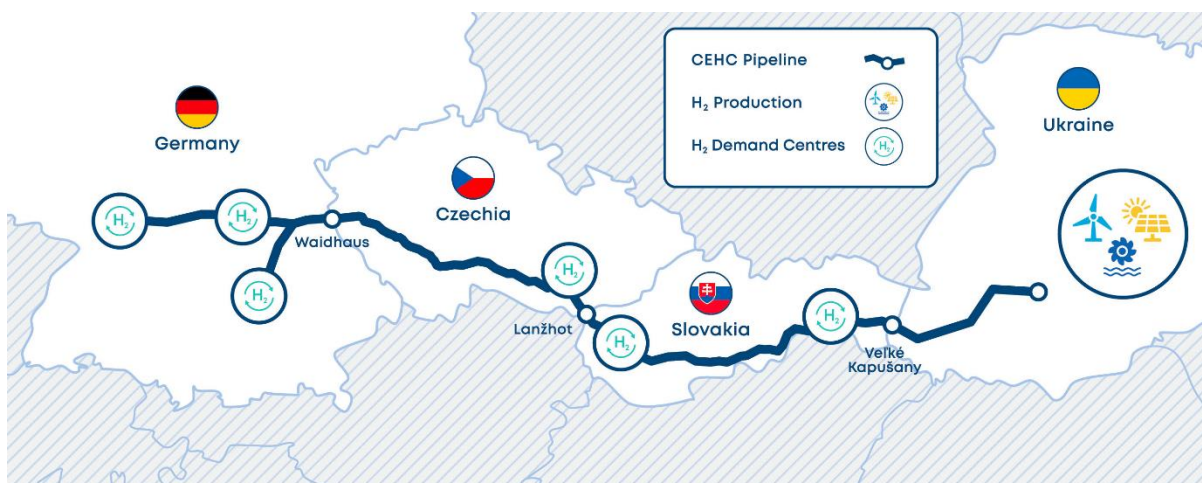 CEHC Pipeline
H₂ Production
H₂ Demand Centres
Germany
Czechia
Slovakia
Ukraine
Waidhaus
Lanžhot
Veľké
Kapušany
H₂
H₂
H₂
H₂
H₂
H₂
H₂